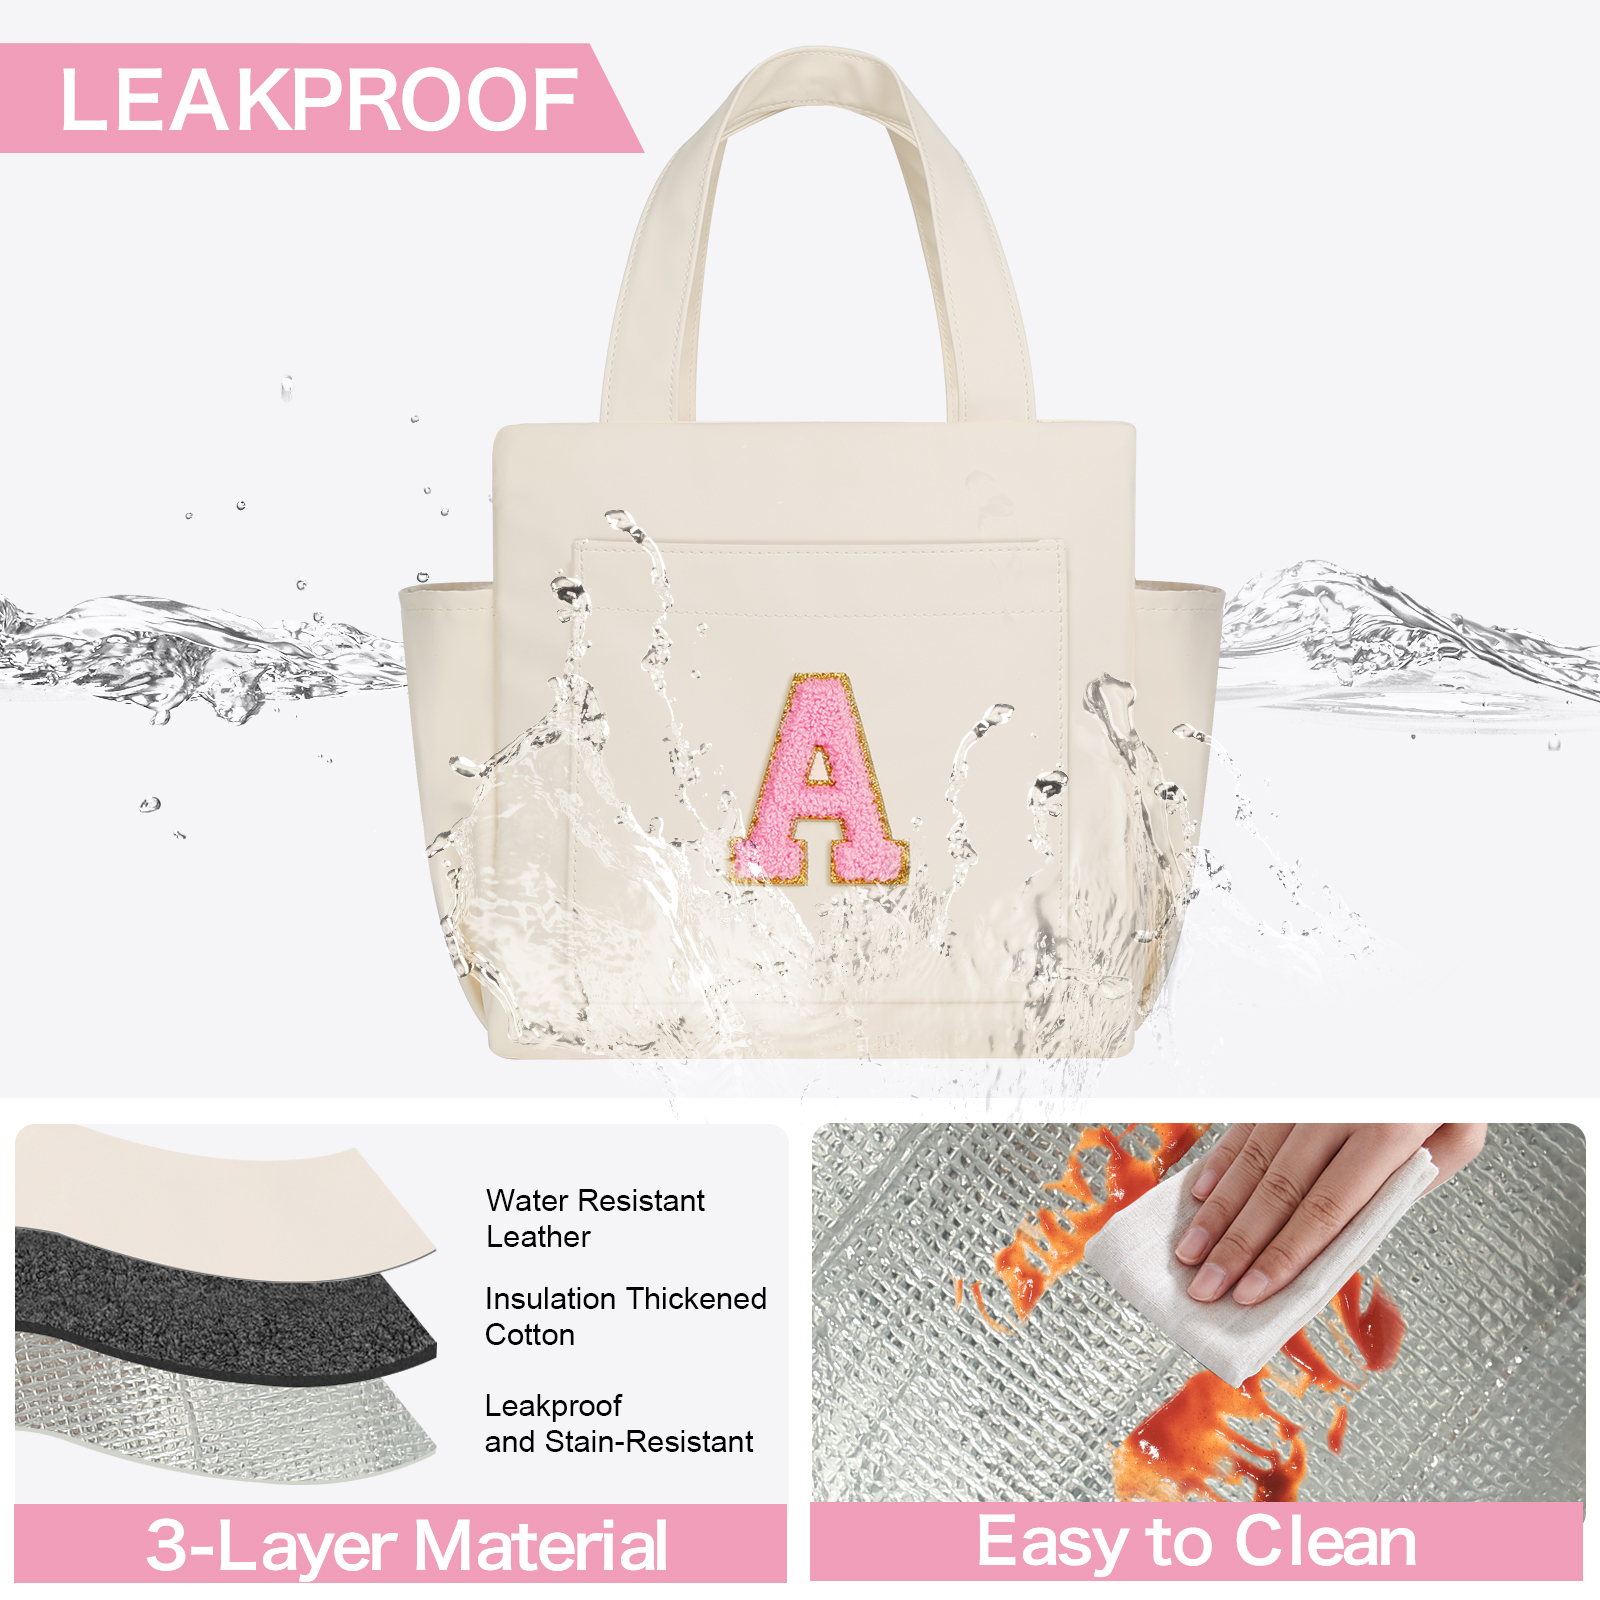 LEAKPROOF
A
Water Resistant
Leather
Insulation Thickened
Cotton
Leakproof
and Stain-Resistant
3-Layer Material
Easy to Clean